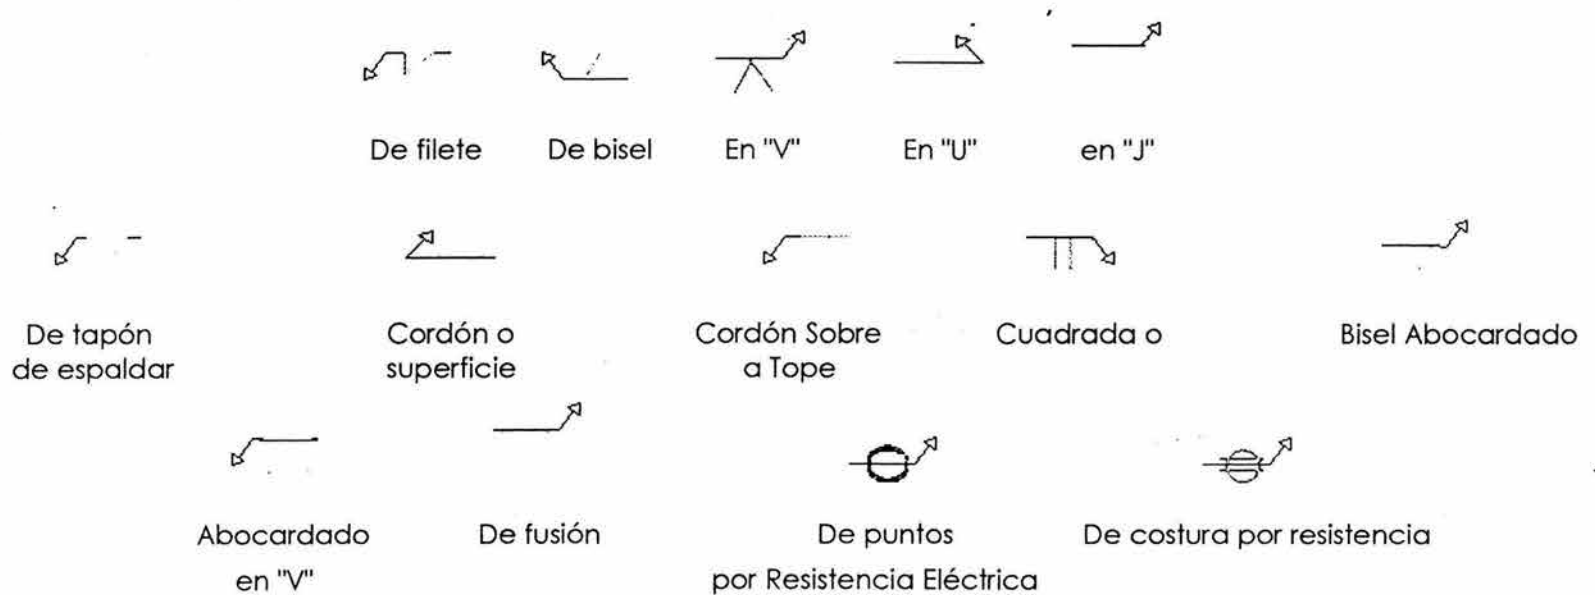 De filete
De bisel
En "V"
En "U"
en "J"
De tapón
de espaldar
Cordón o
superficie
Cordón Sobre
a Tope
Cuadrada o
Bisel Abocardado
Abocardado
en "V"
De fusión
De puntos
por Resistencia Eléctrica
De costura por resistencia